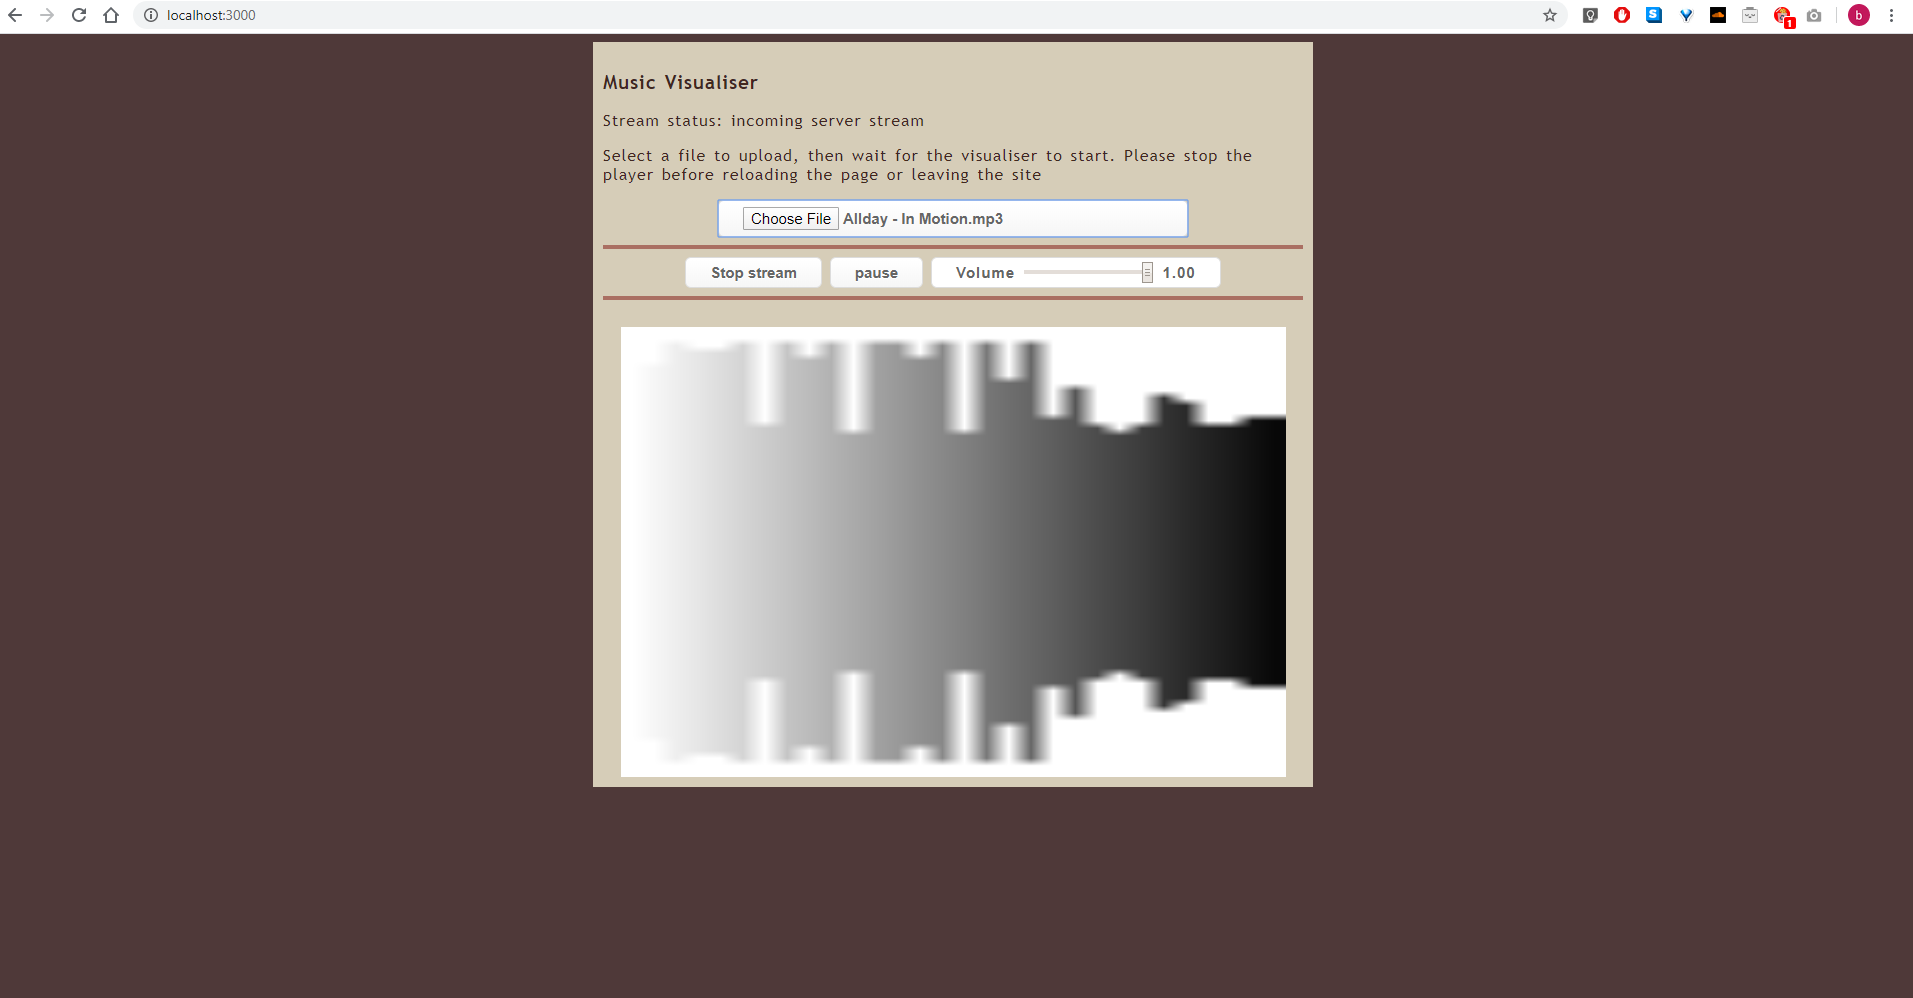 localhost:3000
1
b
Music Visualiser
Stream status: incoming server stream
Select a file to upload, then wait for the visualiser to start. Please stop the
player before reloading the page or leaving the site
Choose File Allday - In Motion.mp3
Stop stream pause Volume 1.00